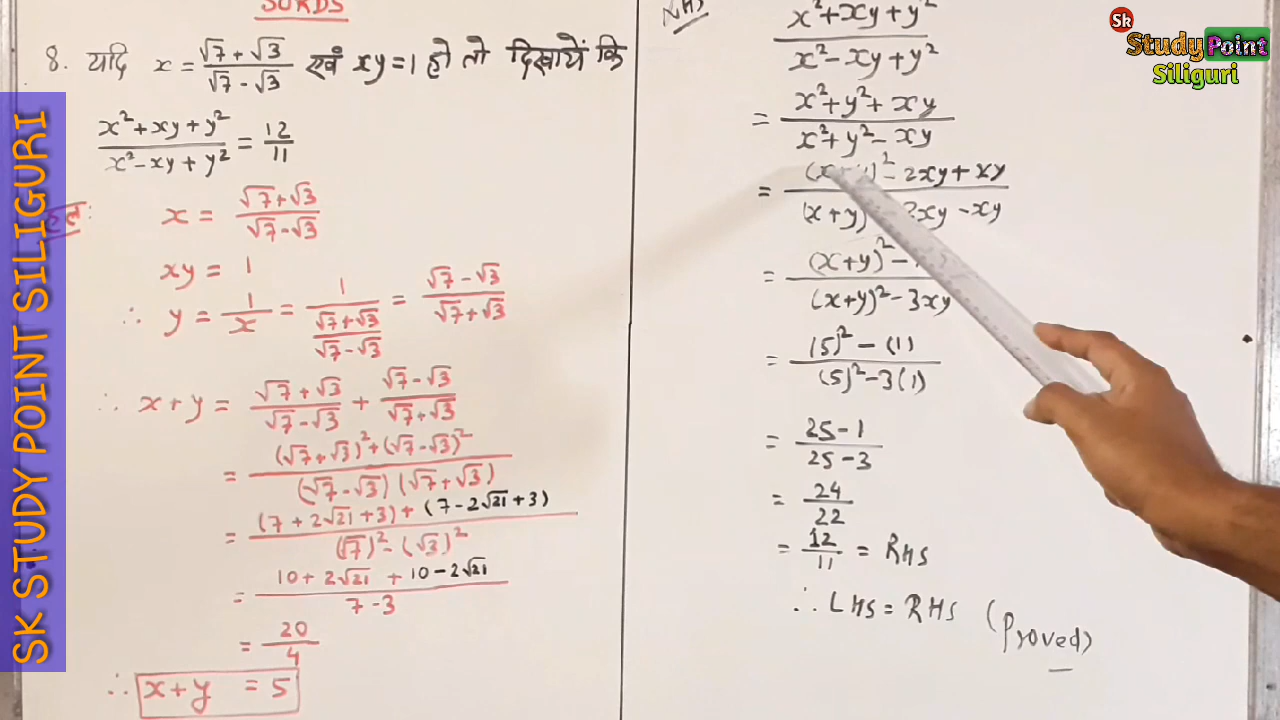 SURDS
8. यदि x = (√7+√3)/(√7-√3) एवं xy=1 हो तो दिखायें कि
(x²+xy+y²)/(x²-xy+y²) = 12/11
हल:
x = (√7+√3)/(√7-√3)
xy = 1
∴ y = 1/x = 1/((√7+√3)/(√7-√3)) = (√7-√3)/(√7+√3)
∴ x+y = (√7+√3)/(√7-√3) + (√7-√3)/(√7+√3)
= ((√7+√3)²+(√7-√3)²)/((√7-√3)(√7+√3))
= ((7+2√21+3)+(7-2√21+3))/((√7)²-(√3)²)
= (10+2√21+10-2√21)/(7-3)
= 20/4
∴ x+y = 5
(x²+xy+y²)/(x²-xy+y²)
= (x²+y²+xy)/(x²+y²-xy)
= ((x+y)²-2xy+xy)/((x+y) 2xy-xy)
= ((x+y)²-)/((x+y)²-3xy)
= ((5)²-(1))/((5)²-3(1))
= (25-1)/(25-3)
= 24/22
= 12/11 = RHS
∴ LHS = RHS (Proved)
Sk
Study Point
Siliguri
SK STUDY POINT SILIGURI